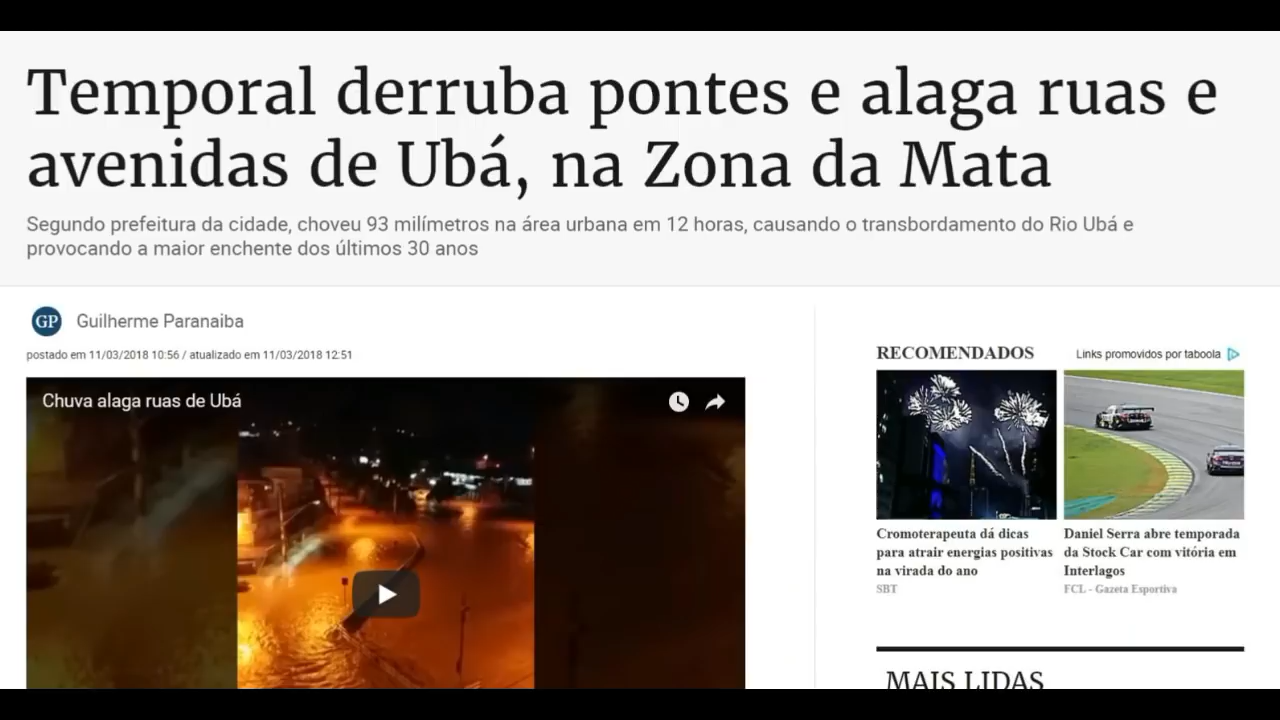 Temporal derruba pontes e alaga ruas e
avenidas de Ubá, na Zona da Mata
Segundo prefeitura da cidade, choveu 93 milímetros na área urbana em 12 horas, causando o transbordamento do Rio Ubá e
provocando a maior enchente dos últimos 30 anos
GP Guilherme Paranaiba
postado em 11/03/2018 10:56 / atualizado em 11/03/2018 12:51
Chuva alaga ruas de Ubá
RECOMENDADOS
Links promovidos por taboola
Cromoterapeuta dá dicas
para atrair energias positivas
na virada do ano
SBT
Daniel Serra abre temporada
da Stock Car com vitória em
Interlagos
FCL - Gazeta Esportiva
MAIS LIDAS